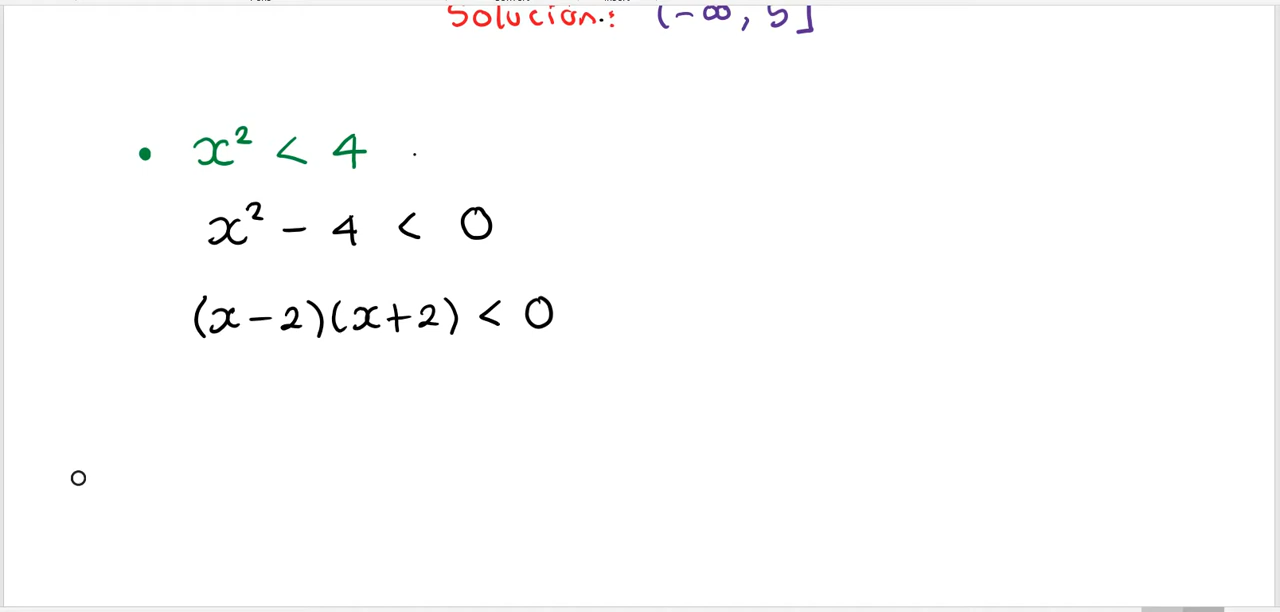 Solución: (-∞, 5]
• x² < 4
x² - 4 < 0
(x-2)(x+2) < 0